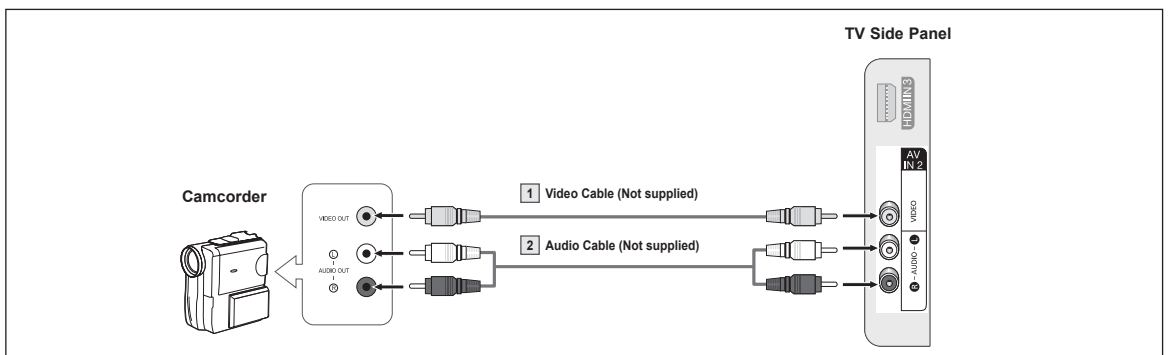 TV Side Panel
HDMI IN 3
AV
IN 2
Camcorder
1 Video Cable (Not supplied)
VIDEO OUT
VIDEO
2 Audio Cable (Not supplied)
L
AUDIO OUT
R
R - AUDIO - L